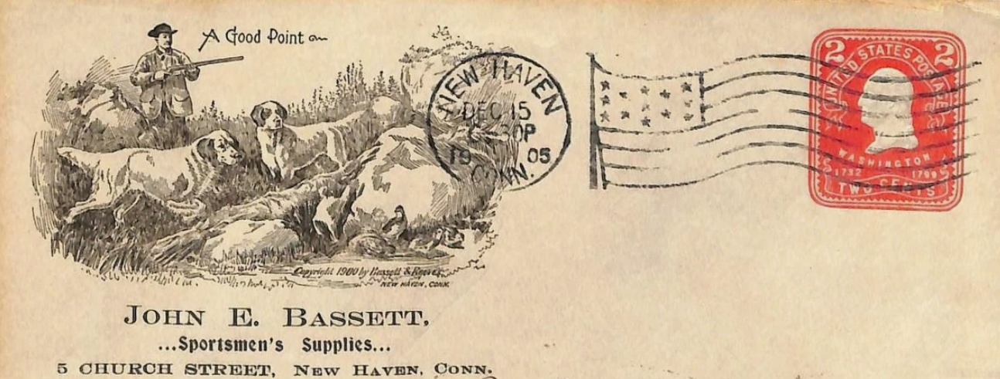 A Good Point
NEW HAVEN
DEC 15
30P
19 05
CONN.
2 2
UNITED STATES POSTAGE
WASHINGTON
1732 1799
TWO CENTS
Copyright 1900 by Bassett & Reeves
NEW HAVEN, CONN.
JOHN E. BASSETT,
...Sportsmen's Supplies...
5 CHURCH STREET, NEW HAVEN, CONN.